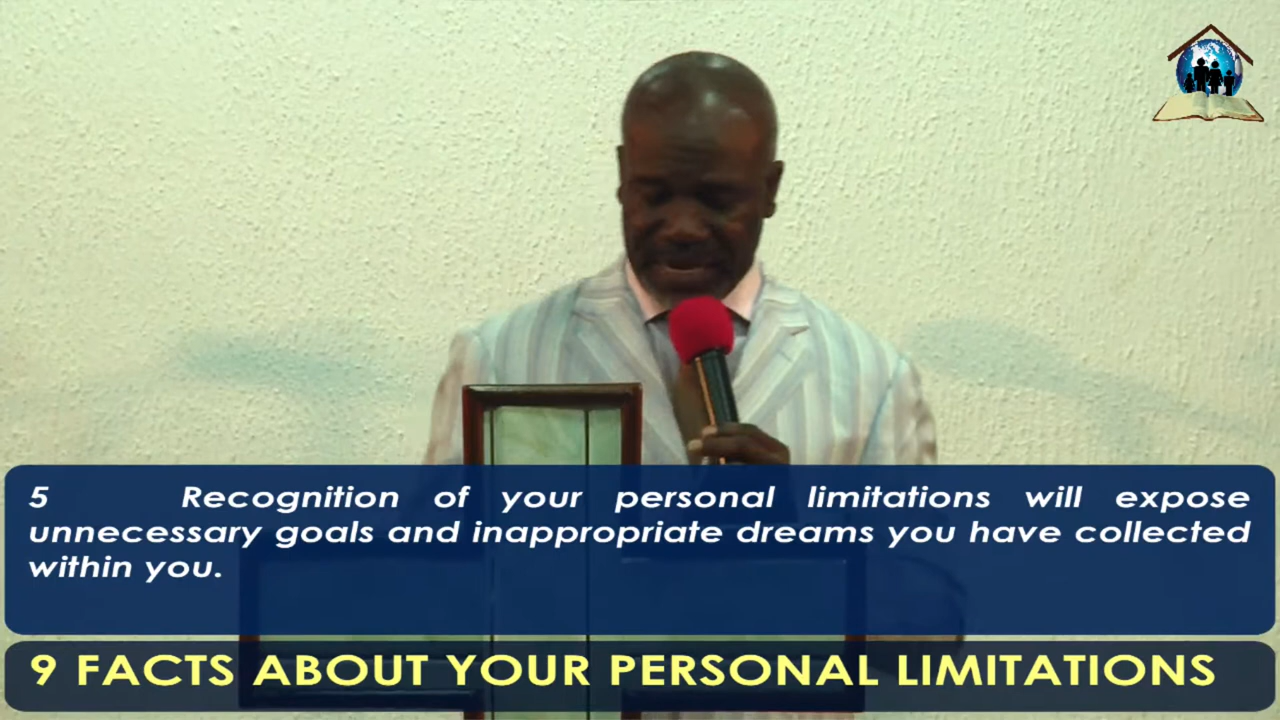 5 Recognition of your personal limitations will expose
unnecessary goals and inappropriate dreams you have collected
within you.
9 FACTS ABOUT YOUR PERSONAL LIMITATIONS